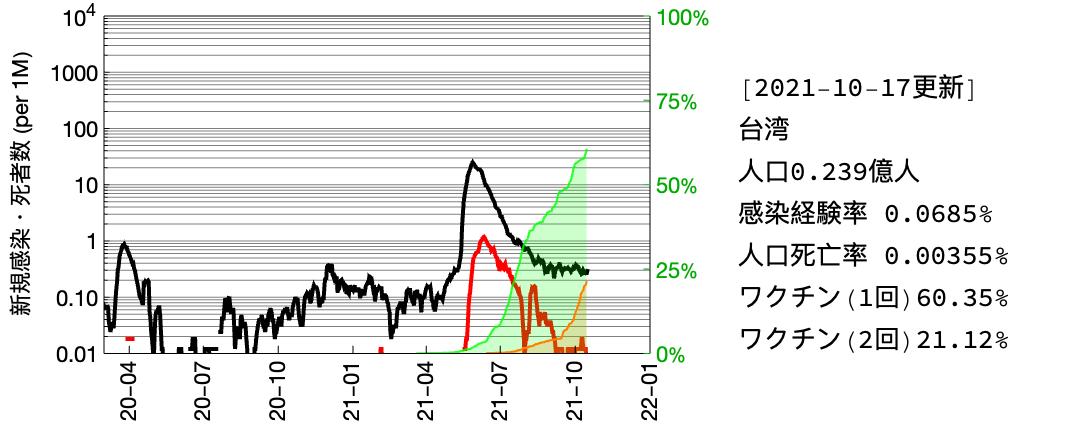 新規感染・死者数 (per 1M)
10^4
1000
100
10
1
0.10
0.01
100%
75%
50%
25%
0%
20-04
20-07
20-10
21-01
21-04
21-07
21-10
22-01
[2021-10-17更新]
台湾
人口0.239億人
感染経験率 0.0685%
人口死亡率 0.00355%
ワクチン(1回)60.35%
ワクチン(2回)21.12%